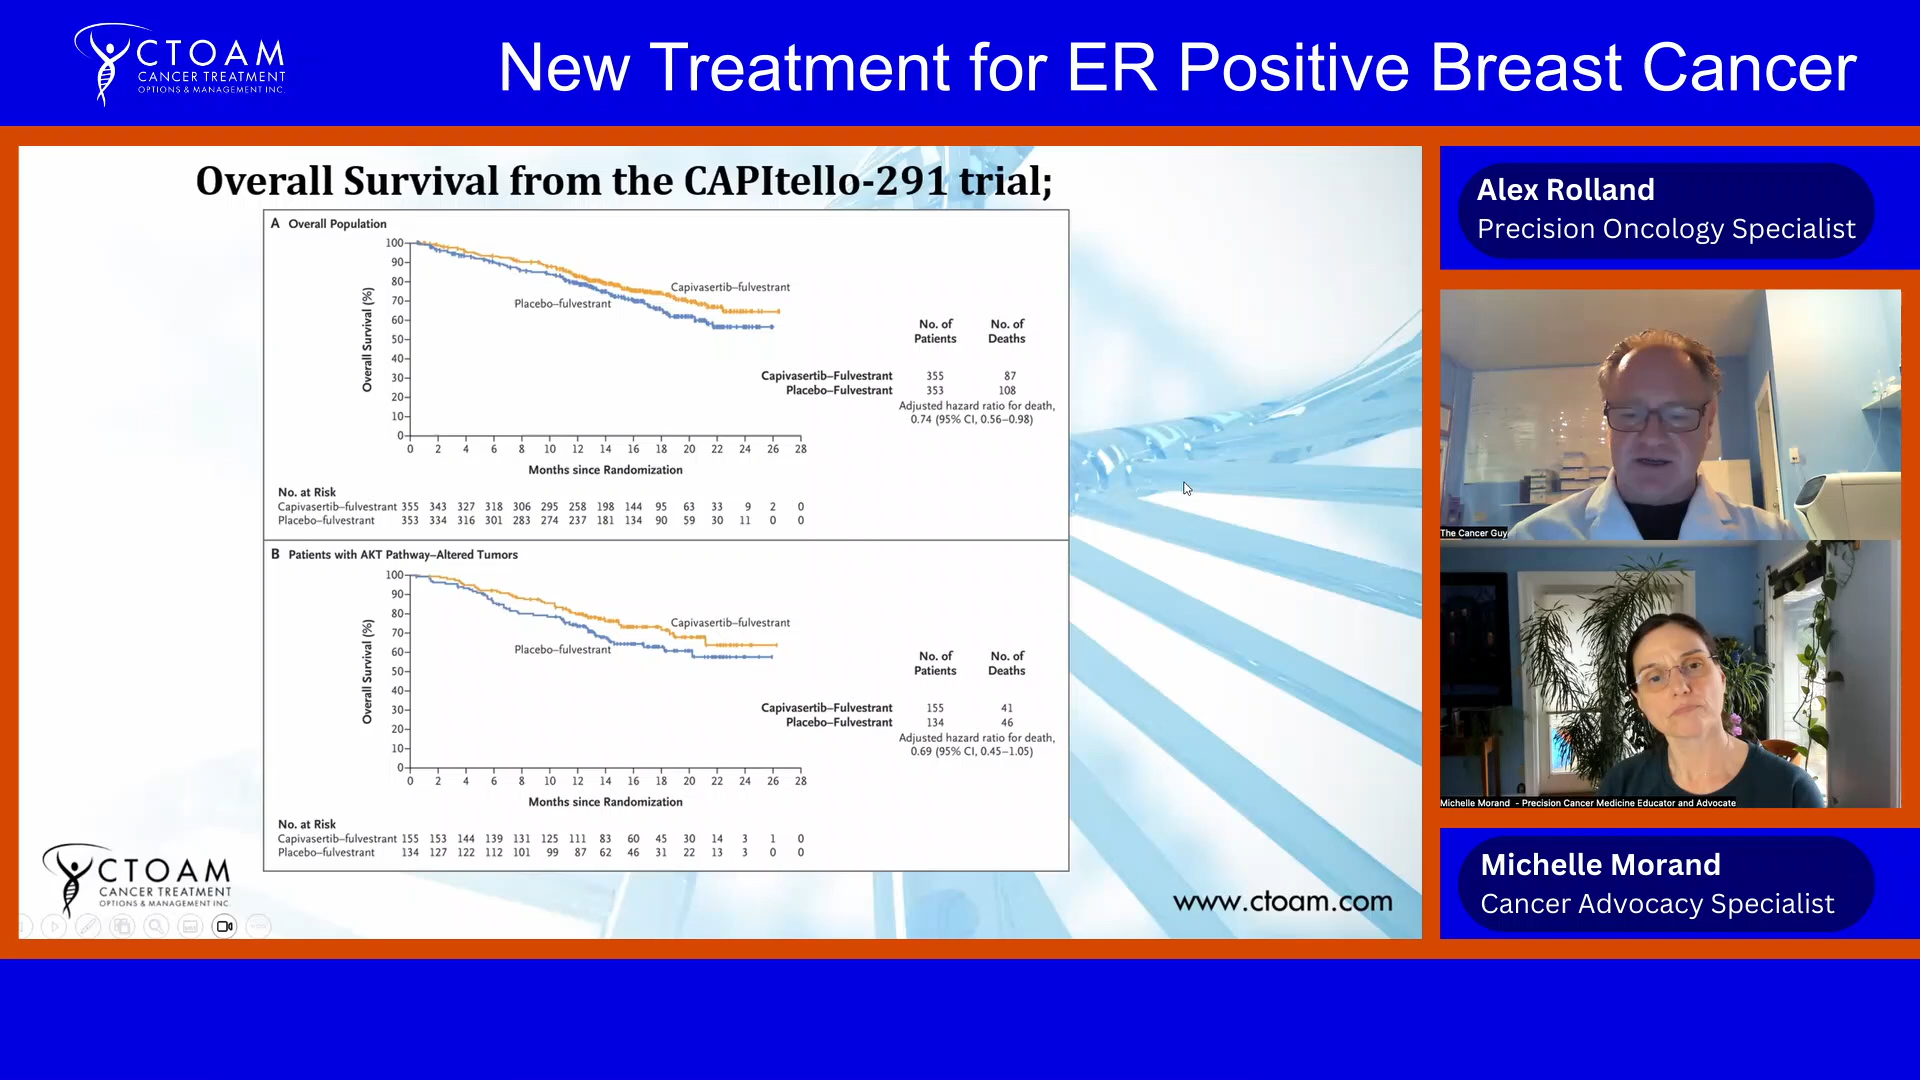 CTOAM
CANCER TREATMENT
OPTIONS & MANAGEMENT INC.
New Treatment for ER Positive Breast Cancer
Overall Survival from the CAPItello-291 trial;
A Overall Population
100
90
80
70
60
50
40
30
20
10
0
Overall Survival (%)
Capivasertib–fulvestrant
Placebo–fulvestrant
0 2 4 6 8 10 12 14 16 18 20 22 24 26 28
Months since Randomization
No. of Patients
No. of Deaths
Capivasertib–Fulvestrant 355 87
Placebo–Fulvestrant 353 108
Adjusted hazard ratio for death,
0.74 (95% CI, 0.56–0.98)
No. at Risk
Capivasertib–fulvestrant 355 343 327 318 306 295 258 198 144 95 63 33 9 2 0
Placebo–fulvestrant 353 334 316 301 283 274 237 181 134 90 59 30 11 0 0
B Patients with AKT Pathway–Altered Tumors
100
90
80
70
60
50
40
30
20
10
0
Overall Survival (%)
Capivasertib–fulvestrant
Placebo–fulvestrant
0 2 4 6 8 10 12 14 16 18 20 22 24 26 28
Months since Randomization
No. of Patients
No. of Deaths
Capivasertib–Fulvestrant 155 41
Placebo–Fulvestrant 134 46
Adjusted hazard ratio for death,
0.69 (95% CI, 0.45–1.05)
No. at Risk
Capivasertib–fulvestrant 155 153 144 139 131 125 111 83 60 45 30 14 3 1 0
Placebo–fulvestrant 134 127 122 112 101 99 87 62 46 31 22 13 3 0 0
CTOAM
CANCER TREATMENT
OPTIONS & MANAGEMENT INC.
www.ctoam.com
Alex Rolland
Precision Oncology Specialist
The Cancer Guy
Michelle Morand - Precision Cancer Medicine Educator and Advocate
Michelle Morand
Cancer Advocacy Specialist